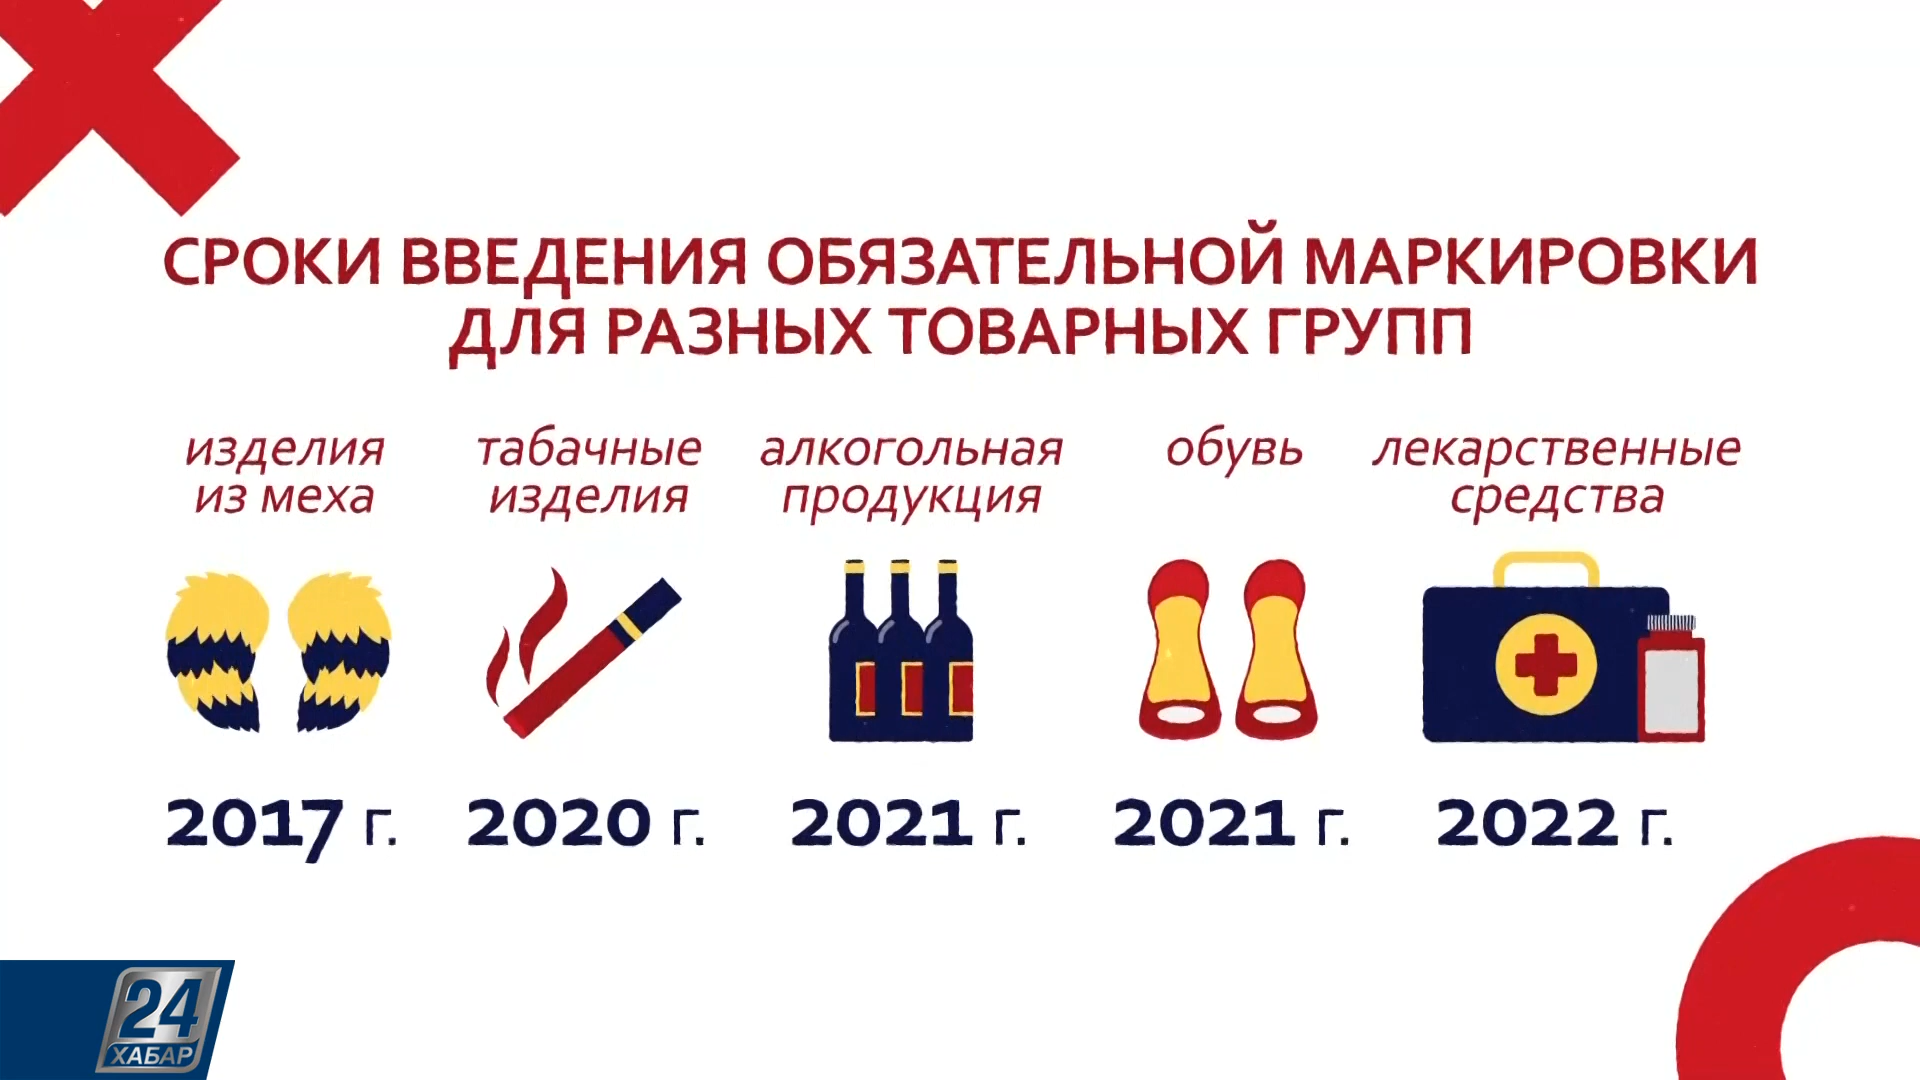 СРОКИ ВВЕДЕНИЯ ОБЯЗАТЕЛЬНОЙ МАРКИРОВКИ
ДЛЯ РАЗНЫХ ТОВАРНЫХ ГРУПП
изделия
из меха
табачные
изделия
алкогольная
продукция
обувь
лекарственные
средства
2017 г.
2020 г.
2021 г.
2021 г.
2022 г.
24
ХАБАР